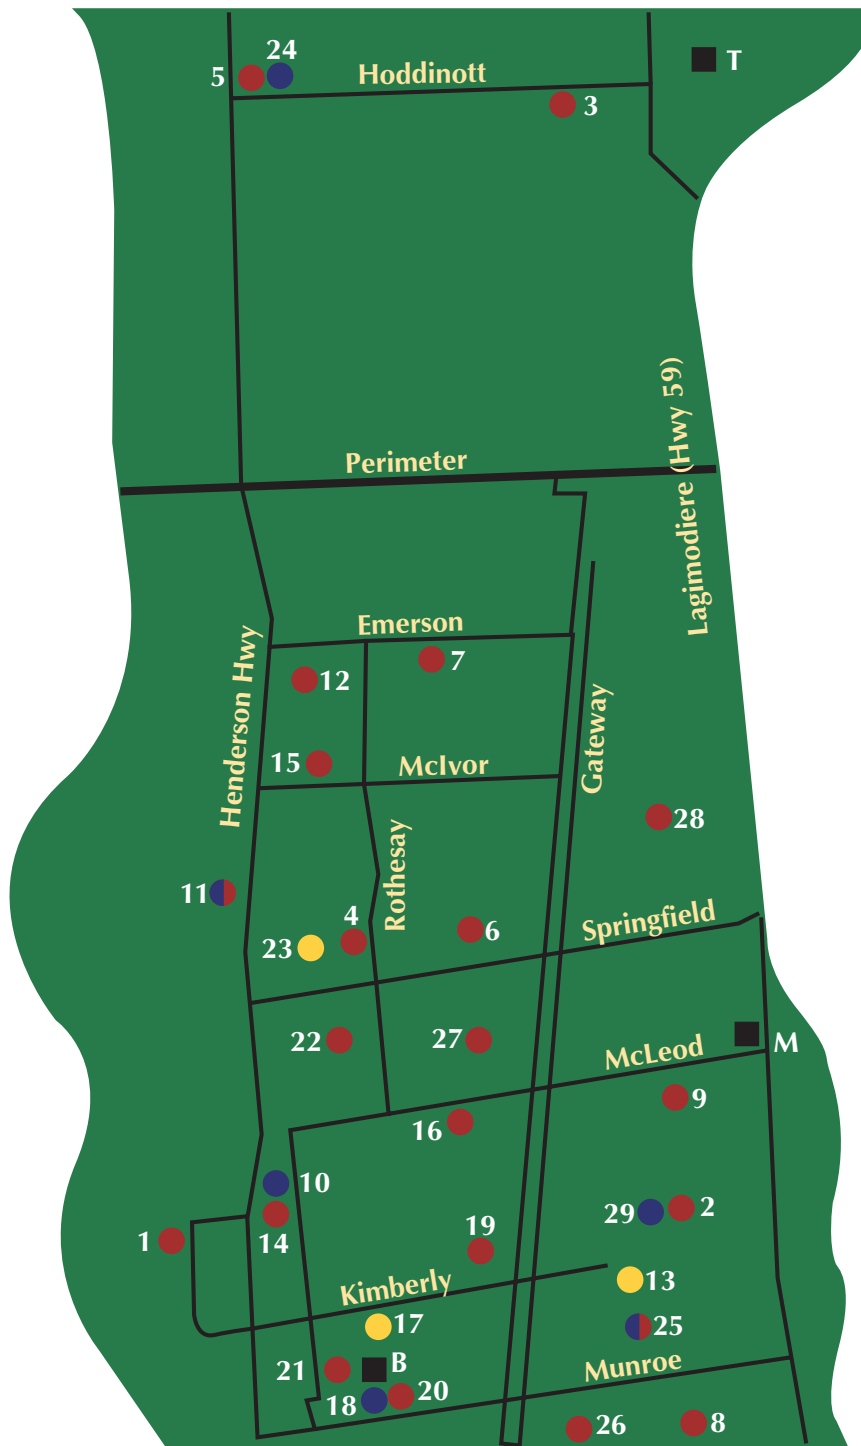 24
5
Hoddinott
T
3
Lagimodiere (Hwy 59)
Perimeter
Emerson
7
12
Henderson Hwy
15
McIvor
Gateway
28
Rothesay
11
4
23
6
Springfield
22
27
McLeod
M
9
16
10
29
2
1
14
19
Kimberly
13
17
25
21
B
Munroe
18
20
26
8